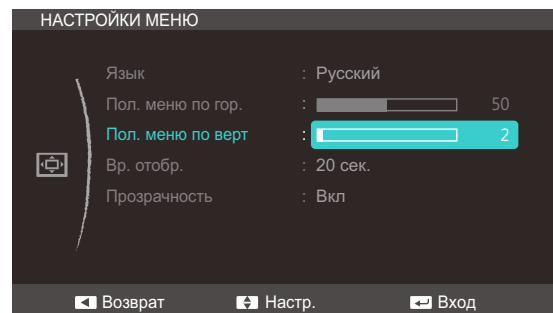 НАСТРОЙКИ МЕНЮ
Язык : Русский
Пол. меню по гор. : 50
Пол. меню по верт : 2
Вр. отобр. : 20 сек.
Прозрачность : Вкл
Возврат Настр. Вход